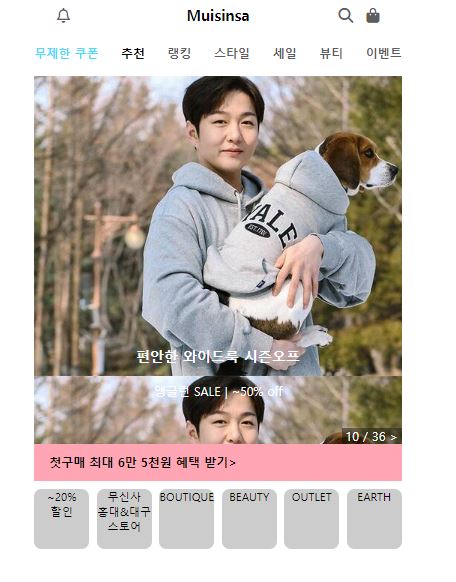 Muisinsa
무제한 쿠폰 추천 랭킹 스타일 세일 뷰티 이벤트
YALE
EST.1701
편안한 와이드룩 시즌오프
앵글런 SALE | ~50% off
10 / 36 >
첫구매 최대 6만 5천원 혜택 받기>
~20%
할인
무신사
홍대&대구
스토어
BOUTIQUE
BEAUTY
OUTLET
EARTH